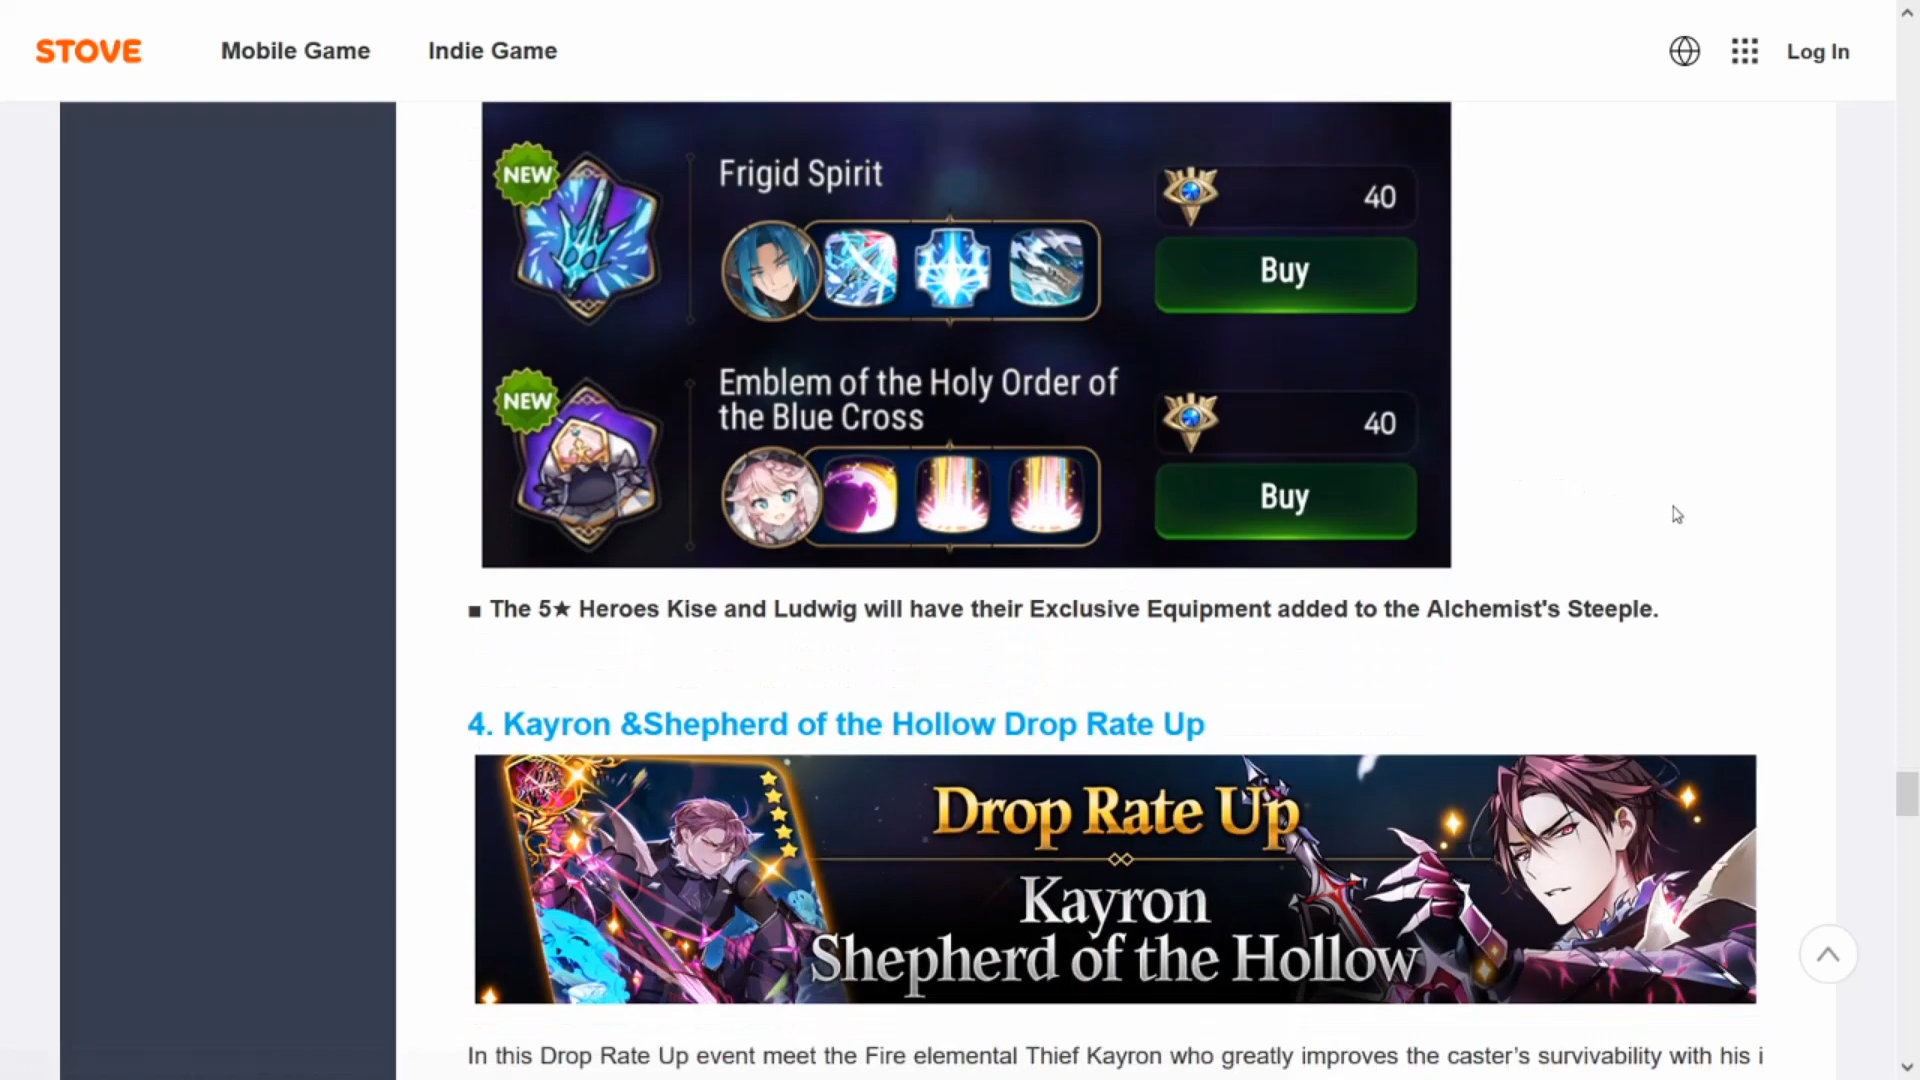 STOVE
Mobile Game
Indie Game
Log In
NEW
Frigid Spirit
40
Buy
NEW
Emblem of the Holy Order of
the Blue Cross
40
Buy
■ The 5★ Heroes Kise and Ludwig will have their Exclusive Equipment added to the Alchemist's Steeple.
4. Kayron &Shepherd of the Hollow Drop Rate Up
Drop Rate Up
Kayron
Shepherd of the Hollow
In this Drop Rate Up event meet the Fire elemental Thief Kayron who greatly improves the caster’s survivability with his i